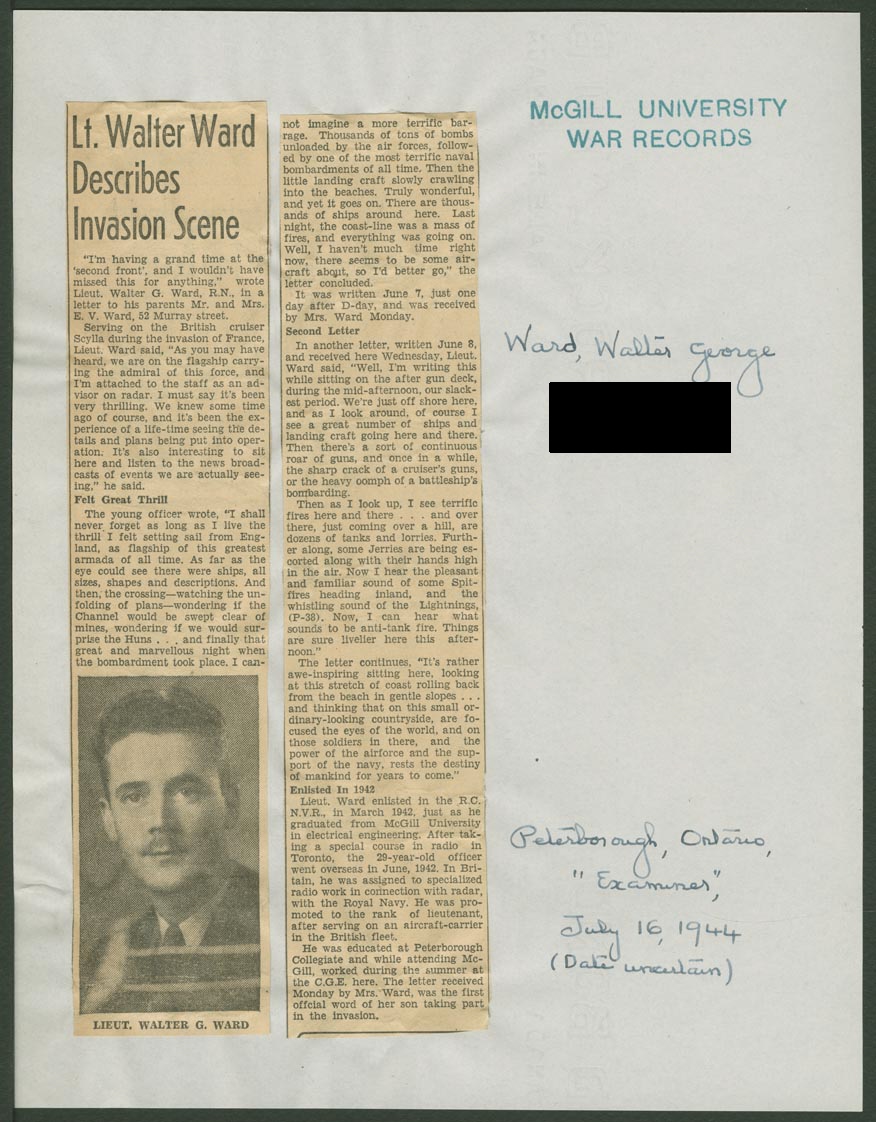 Lt. Walter Ward
Describes
Invasion Scene
"I'm having a grand time at the
'second front', and I wouldn't have
missed this for anything," wrote
Lieut. Walter G. Ward, R.N., in a
letter to his parents Mr. and Mrs.
E. V. Ward, 52 Murray street.
Serving on the British cruiser
Scylla during the invasion of France,
Lieut. Ward said, "As you may have
heard, we are on the flagship carry-
ing the admiral of this force, and
I'm attached to the staff as an ad-
visor on radar. I must say it's been
very thrilling. We knew some time
ago of course, and it's been the ex-
perience of a life-time seeing the de-
tails and plans being put into oper-
ation. It's also interesting to sit
here and listen to the news broad-
casts of events we are actually see-
ing," he said.
Felt Great Thrill
The young officer wrote, "I shall
never forget as long as I live the
thrill I felt setting sail from Eng-
land, as flagship of this greatest
armada of all time. As far as the
eye could see there were ships, all
sizes, shapes and descriptions. And
then, the crossing—watching the un-
folding of plans—wondering if the
Channel would be swept clear of
mines, wondering if we would sur-
prise the Huns . . . and finally that
great and marvellous night when
the bombardment took place. I can-
LIEUT. WALTER G. WARD
not imagine a more terrific bar-
rage. Thousands of tons of bombs
unloaded by the air forces, follow-
ed by one of the most terrific naval
bombardments of all time. Then the
little landing craft slowly crawling
into the beaches. Truly wonderful,
and yet it goes on. There are thous-
ands of ships around here. Last
night, the coast-line was a mass of
fires, and everything was going on.
Well, I haven't much time right
now, there seems to be some air-
craft about, so I'd better go," the
letter concluded.
It was written June 7, just one
day after D-day, and was received
by Mrs. Ward Monday.
Second Letter
In another letter, written June 8,
and received here Wednesday, Lieut.
Ward said, "Well, I'm writing this
while sitting on the after gun deck,
during the mid-afternoon, our slack-
est period. We're just off shore here,
and as I look around, of course I
see a great number of ships and
landing craft going here and there.
Then there's a sort of continuous
roar of guns, and once in a while,
the sharp crack of a cruiser's guns,
or the heavy oomph of a battleship's
bombarding.
Then as I look up, I see terrific
fires here and there . . . and over
there, just coming over a hill, are
dozens of tanks and lorries. Furth-
er along, some Jerries are being es-
corted along with their hands high
in the air. Now I hear the pleasant
and familiar sound of some Spit-
fires heading inland, and the
whistling sound of the Lightnings,
(P-38). Now, I can hear what
sounds to be anti-tank fire. Things
are sure livelier here this after-
noon."
The letter continues, "It's rather
awe-inspiring sitting here, looking
at this stretch of coast rolling back
from the beach in gentle slopes . . .
and thinking that on this small or-
dinary-looking countryside, are fo-
cused the eyes of the world, and on
those soldiers in there, and the
power of the airforce and the sup-
port of the navy, rests the destiny
of mankind for years to come."
Enlisted In 1942
Lieut. Ward enlisted in the R.C.
N.V.R., in March 1942, just as he
graduated from McGill University
in electrical engineering. After tak-
ing a special course in radio in
Toronto, the 29-year-old officer
went overseas in June, 1942. In Bri-
tain, he was assigned to specialized
radio work in connection with radar,
with the Royal Navy. He was pro-
moted to the rank of lieutenant,
after serving on an aircraft-carrier
in the British fleet.
He was educated at Peterborough
Collegiate and while attending Mc-
Gill, worked during the summer at
the C.G.E. here. The letter received
Monday by Mrs. Ward, was the first
offcial word of her son taking part
in the invasion.
McGILL UNIVERSITY
WAR RECORDS
Ward, Walter George
Peterborough, Ontario,
"Examiner",
July 16, 1944
(Date uncertain)